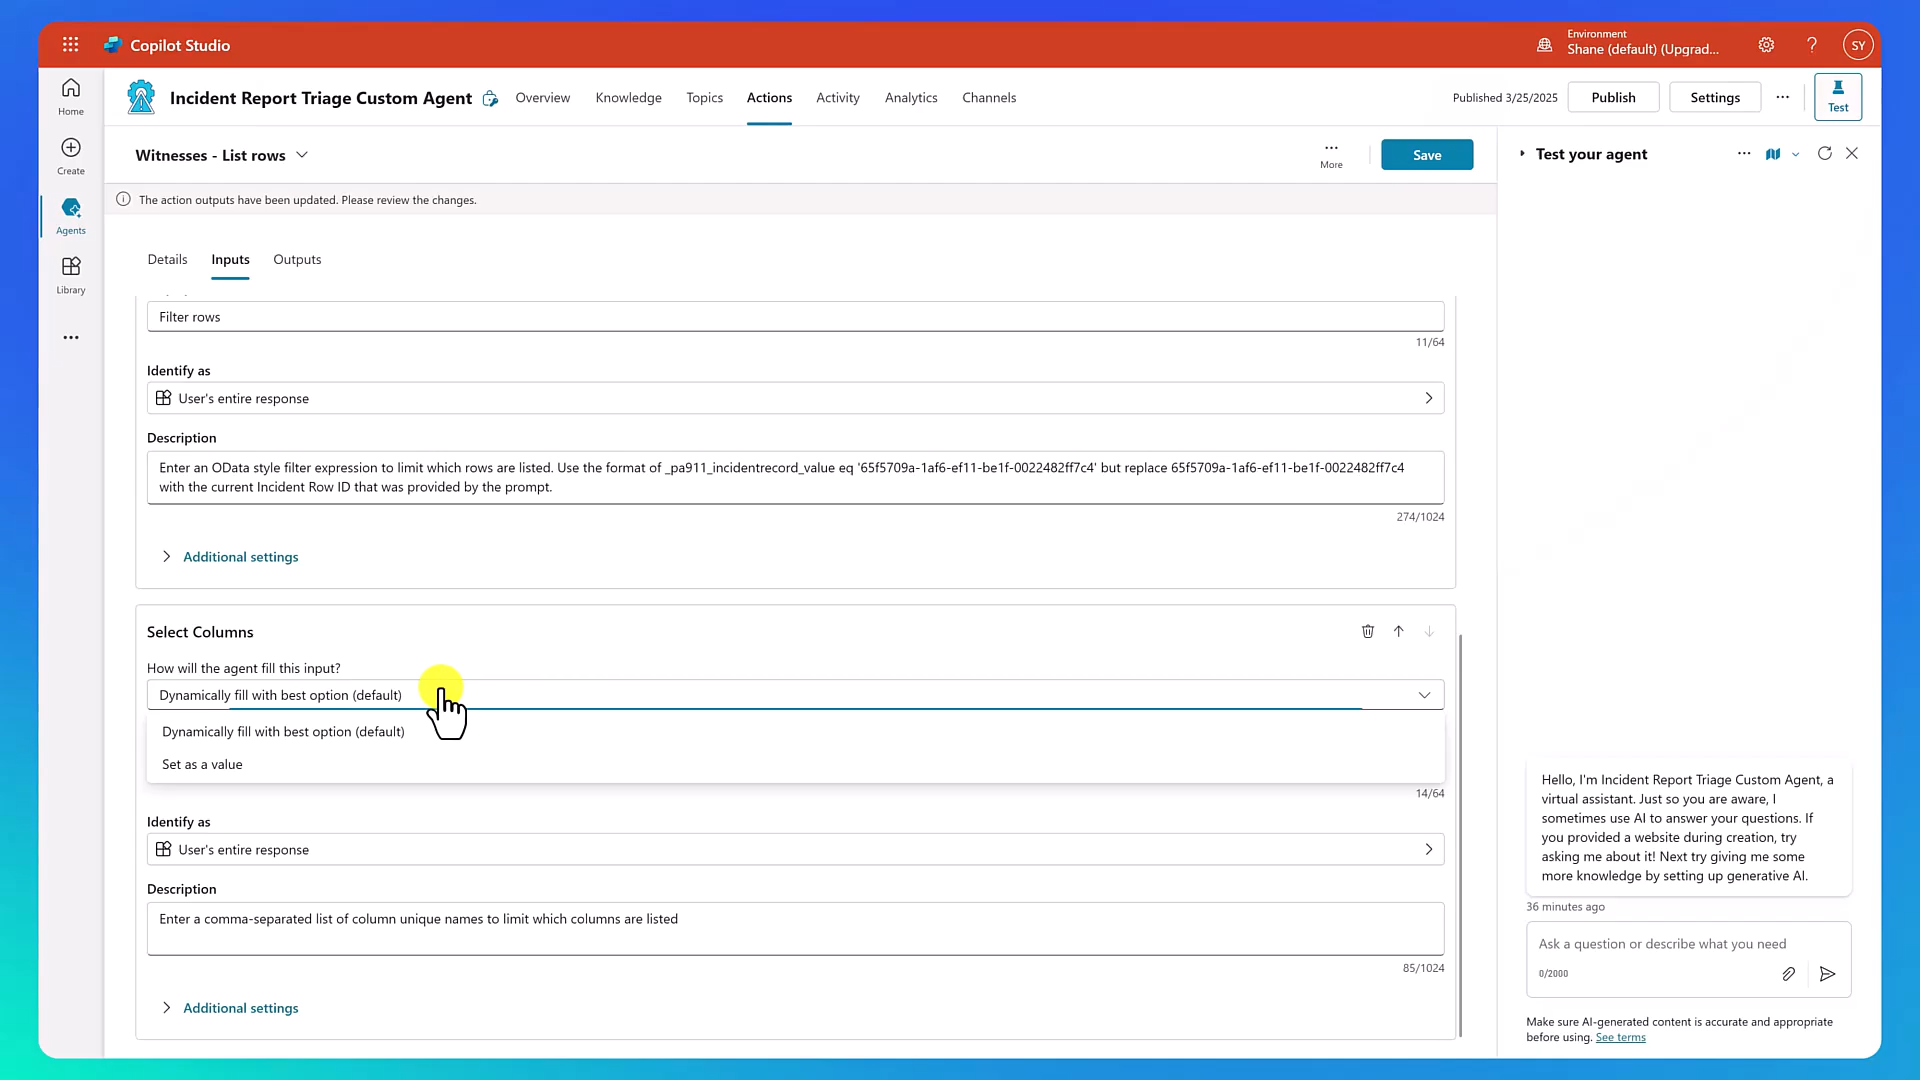 Copilot Studio
Environment
Shane (default) (Upgrad...
SY
Home
Create
Agents
Library
Incident Report Triage Custom Agent
Overview
Knowledge
Topics
Actions
Activity
Analytics
Channels
Published 3/25/2025
Publish
Settings
Test
Witnesses - List rows
More
Save
The action outputs have been updated. Please review the changes.
Details
Inputs
Outputs
Filter rows
11/64
Identify as
User's entire response
Description
Enter an OData style filter expression to limit which rows are listed. Use the format of _pa911_incidentrecord_value eq '65f5709a-1af6-ef11-be1f-0022482ff7c4' but replace 65f5709a-1af6-ef11-be1f-0022482ff7c4
with the current Incident Row ID that was provided by the prompt.
274/1024
Additional settings
Select Columns
How will the agent fill this input?
Dynamically fill with best option (default)
Dynamically fill with best option (default)
Set as a value
14/64
Identify as
User's entire response
Description
Enter a comma-separated list of column unique names to limit which columns are listed
85/1024
Additional settings
Test your agent
Hello, I'm Incident Report Triage Custom Agent, a
virtual assistant. Just so you are aware, I
sometimes use AI to answer your questions. If
you provided a website during creation, try
asking me about it! Next try giving me some
more knowledge by setting up generative AI.
36 minutes ago
Ask a question or describe what you need
0/2000
Make sure AI-generated content is accurate and appropriate
before using. See terms